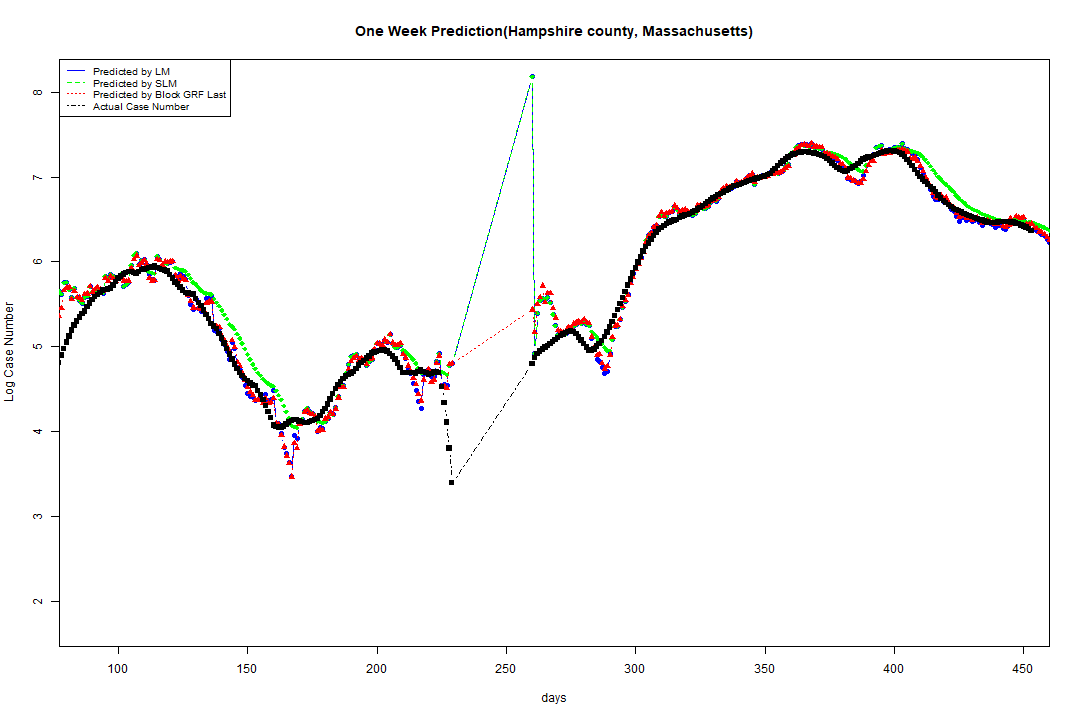 One Week Prediction(Hampshire county, Massachusetts)
Predicted by LM
Predicted by SLM
Predicted by Block GRF Last
Actual Case Number
8
7
6
5
4
3
2
Log Case Number
100 150 200 250 300 350 400 450
days